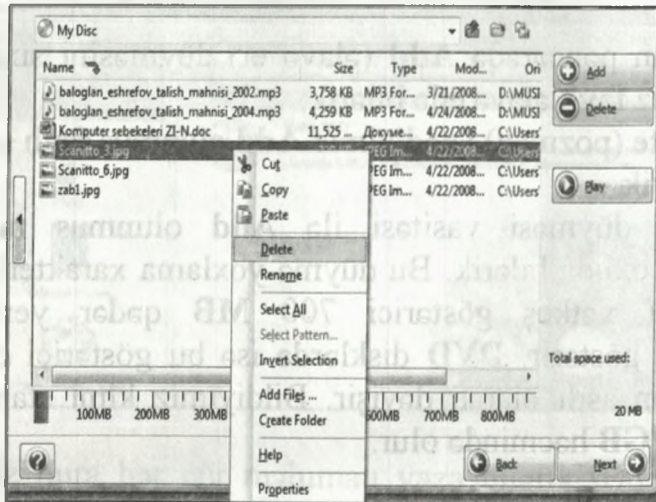 My Disc
Name Size Type Mod... Ori
baloglan_eshrefov_talish_mahnisi_2002.mp3 3,758 KB MP3 For... 3/21/2008... D:\MUSI
baloglan_eshrefov_talish_mahnisi_2004.mp3 4,259 KB MP3 For... 4/24/2008... D:\MUSI
Komputer sebekeleri ZI-N.doc 11,525 ... Докуме... 4/22/2008... C:\Users'
Scanitto_3.jpg PEG Im... 4/22/2008... C:\Users'
Scanitto_6.jpg PEG Im... 4/22/2008... C:\Users'
zab1.jpg PEG Im... 4/22/2008... C:\Users'
Add
Delete
Play
Cut
Copy
Paste
Delete
Rename
Select All
Select Pattern...
Invert Selection
Add Files ...
Create Folder
Help
Properties
Total space used:
20 MB
100MB 200MB 300MB 600MB 700MB 800MB
Back Next